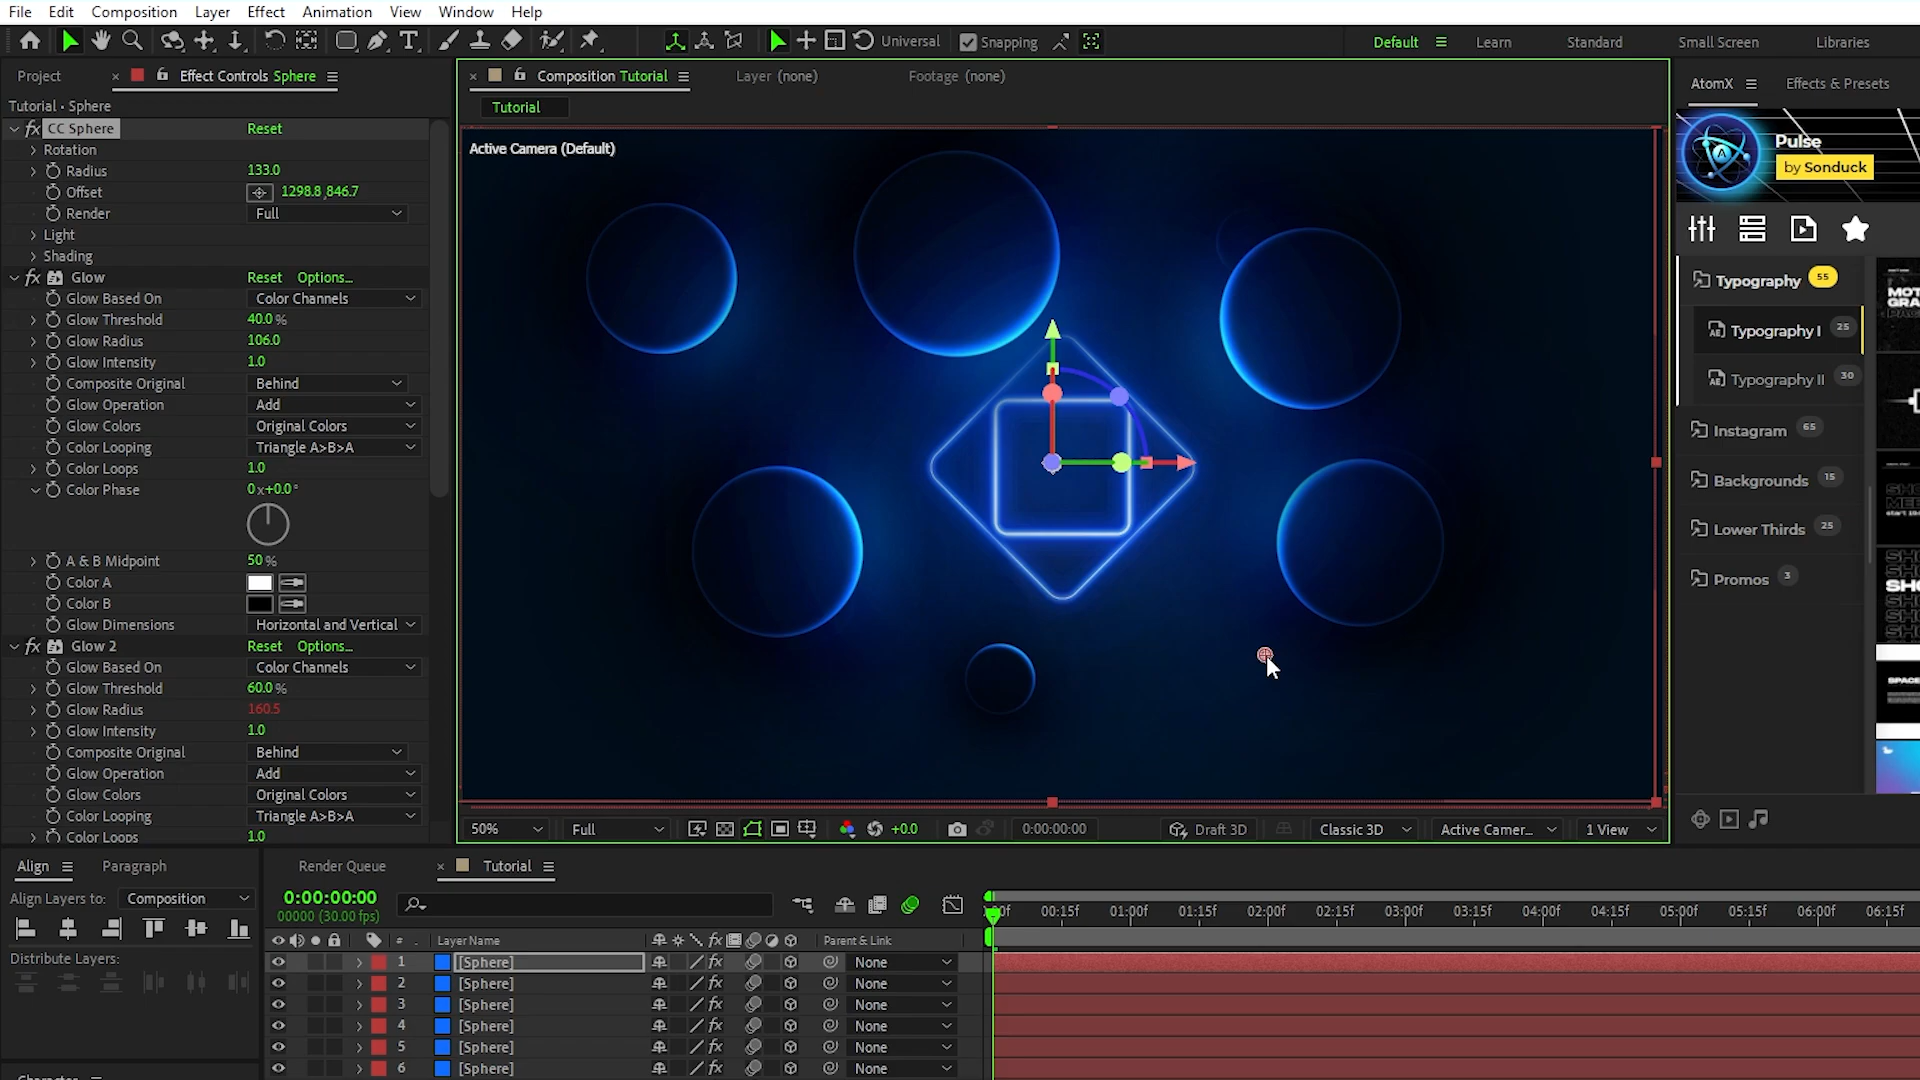 File Edit Composition Layer Effect Animation View Window Help
Universal Snapping Default Learn Standard Small Screen Libraries
Project × Effect Controls Sphere
Composition Tutorial Layer (none) Footage (none)
AtomX Effects & Presets
Tutorial • Sphere
Tutorial
fx CC Sphere Reset
Rotation
Radius 133.0
Offset 1298.8,846.7
Render Full
Light
Shading
fx Glow Reset Options...
Glow Based On Color Channels
Glow Threshold 40.0 %
Glow Radius 106.0
Glow Intensity 1.0
Composite Original Behind
Glow Operation Add
Glow Colors Original Colors
Color Looping Triangle A>B>A
Color Loops 1.0
Color Phase 0x+0.0°
A & B Midpoint 50 %
Color A
Color B
Glow Dimensions Horizontal and Vertical
fx Glow 2 Reset Options...
Glow Based On Color Channels
Glow Threshold 60.0 %
Glow Radius 160.5
Glow Intensity 1.0
Composite Original Behind
Glow Operation Add
Glow Colors Original Colors
Color Looping Triangle A>B>A
Color Loops 1.0
Active Camera (Default)
Pulse
by Sonduck
Typography 55
Typography I 25
Typography II 30
Instagram 65
Backgrounds 15
Lower Thirds 25
Promos 3
50% Full +0.0 0:00:00:00 Draft 3D Classic 3D Active Camer... 1 View
Align Paragraph
Align Layers to: Composition
Distribute Layers:
Render Queue × Tutorial
0:00:00:00
00000 (30.00 fps)
00:15f 01:00f 01:15f 02:00f 02:15f 03:00f 03:15f 04:00f 04:15f 05:00f 05:15f 06:00f 06:15f
# Layer Name fx Parent & Link
1 [Sphere] fx None
2 [Sphere] fx None
3 [Sphere] fx None
4 [Sphere] fx None
5 [Sphere] fx None
6 [Sphere] fx None